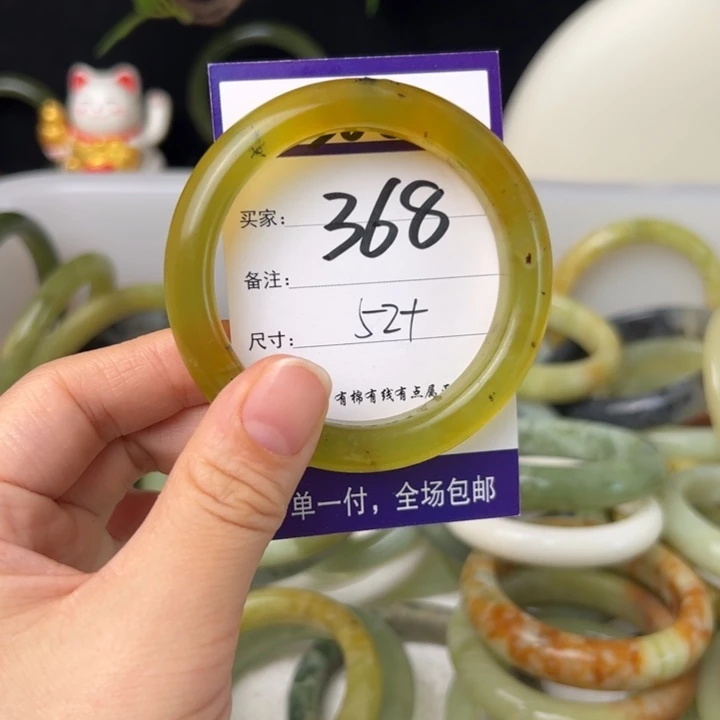 买家: 368
备注:
尺寸: 52+
有棉有线有点属
单一付，全场包邮